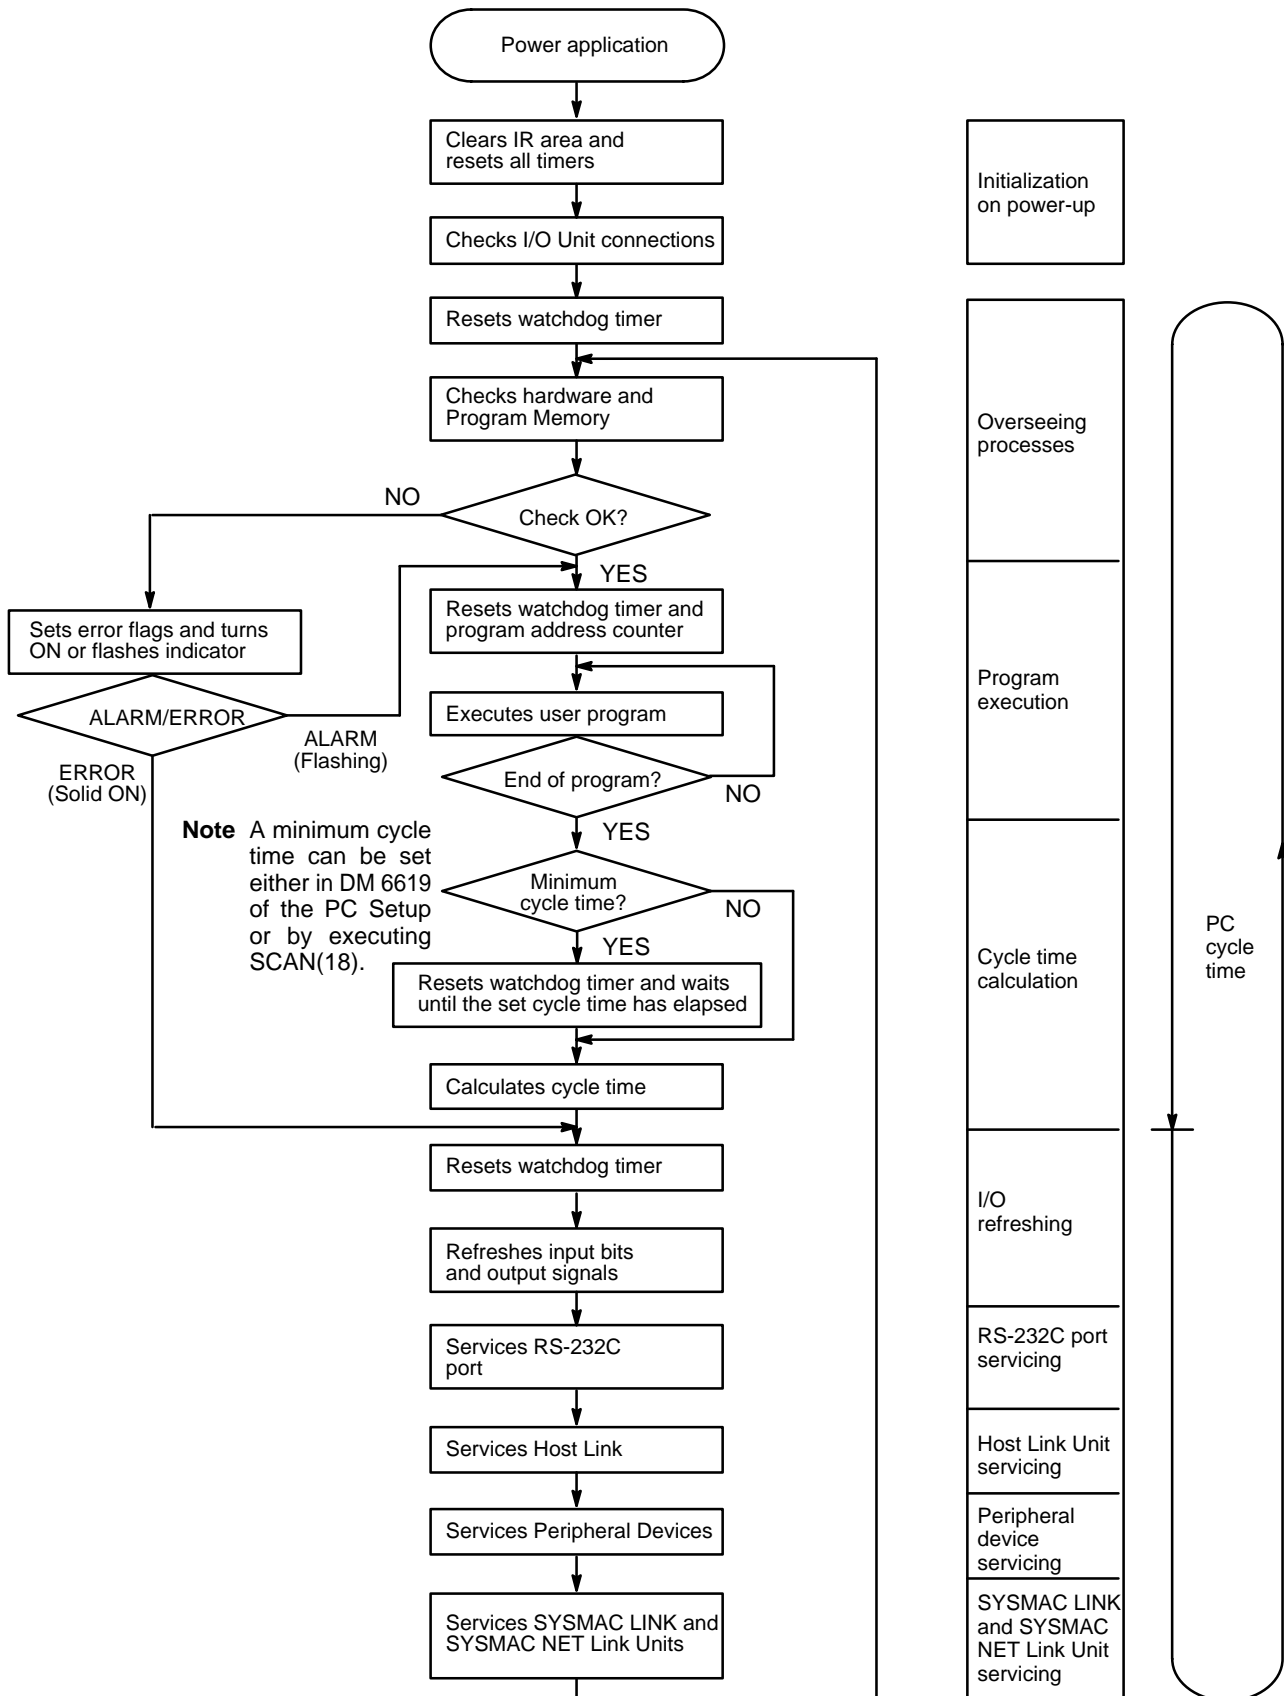 Power application
Clears IR area and
resets all timers
Initialization
on power-up
Checks I/O Unit connections
Resets watchdog timer
Checks hardware and
Program Memory
Overseeing
processes
NO
Check OK?
YES
Sets error flags and turns
ON or flashes indicator
Resets watchdog timer and
program address counter
Program
execution
ALARM/ERROR
Executes user program
ALARM
(Flashing)
ERROR
(Solid ON)
End of program?
NO
YES
Note A minimum cycle
time can be set
either in DM 6619
of the PC Setup
or by executing
SCAN(18).
Minimum
cycle time?
NO
YES
Resets watchdog timer and waits
until the set cycle time has elapsed
Cycle time
calculation
PC
cycle
time
Calculates cycle time
Resets watchdog timer
I/O
refreshing
Refreshes input bits
and output signals
Services RS-232C
port
RS-232C port
servicing
Services Host Link
Host Link Unit
servicing
Services Peripheral Devices
Peripheral
device
servicing
Services SYSMAC LINK and
SYSMAC NET Link Units
SYSMAC LINK
and SYSMAC
NET Link Unit
servicing